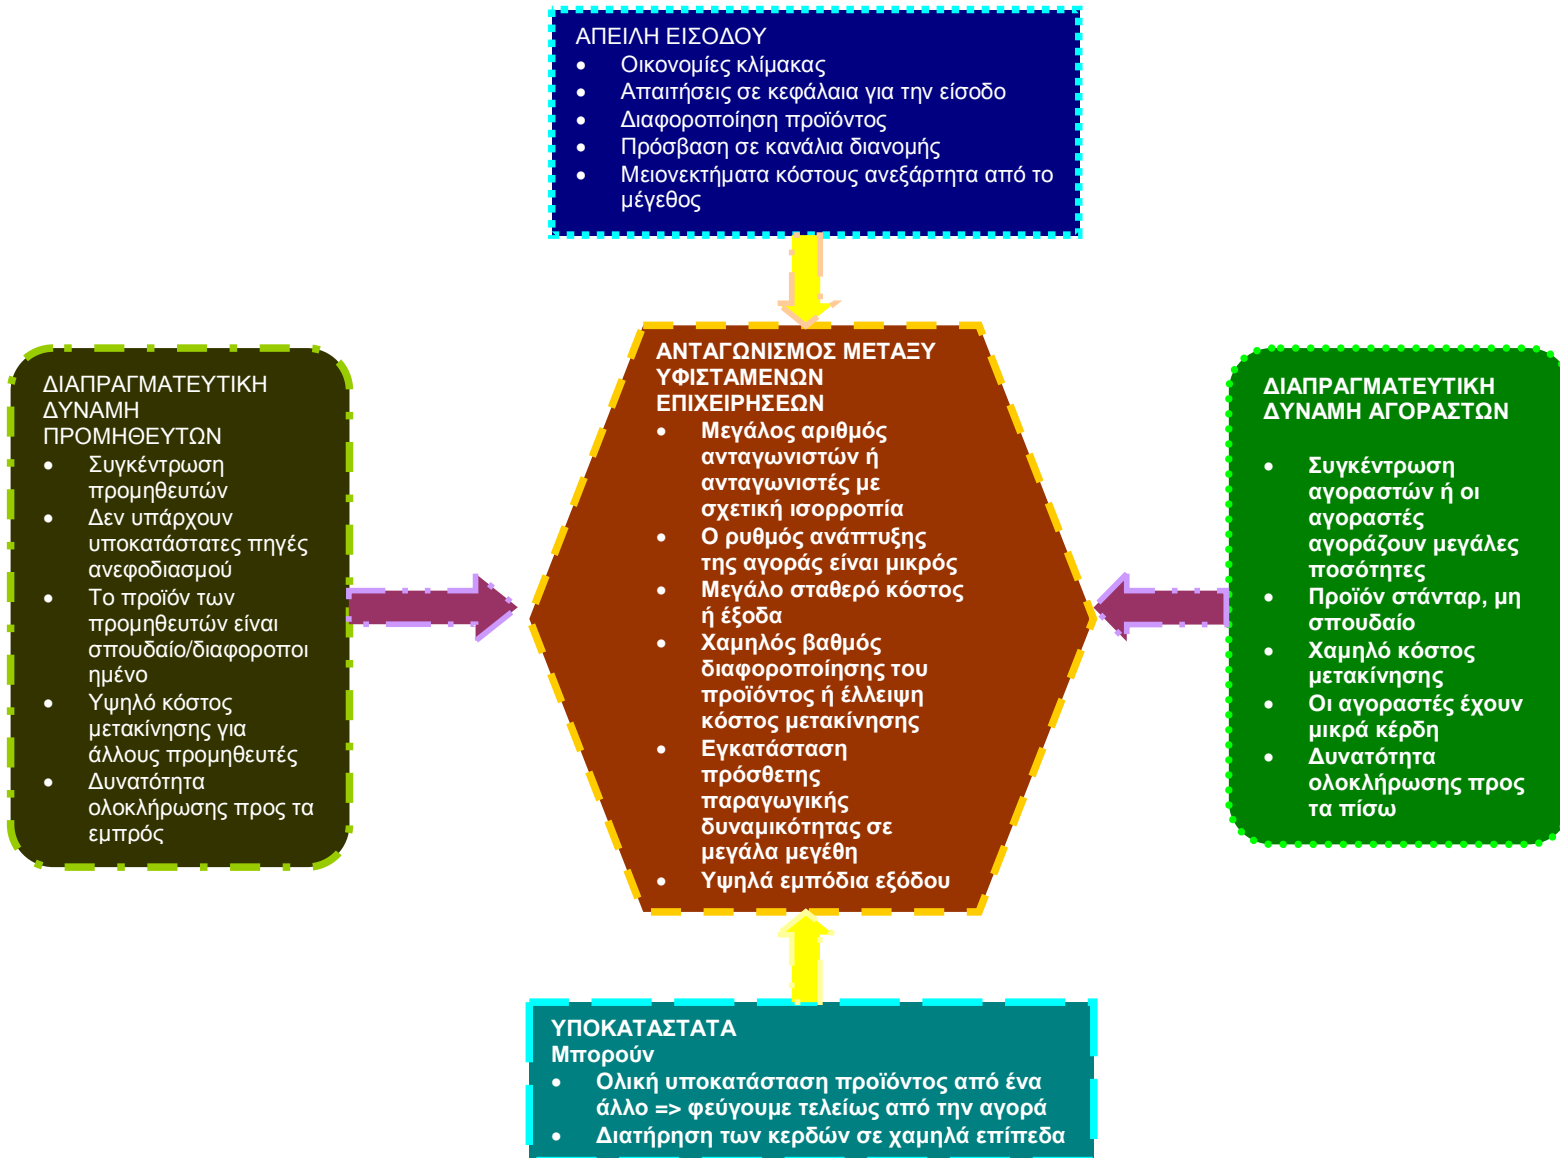 ΑΠΕΙΛΗ ΕΙΣΟΔΟΥ
• Οικονομίες κλίμακας
• Απαιτήσεις σε κεφάλαια για την είσοδο
• Διαφοροποίηση προϊόντος
• Πρόσβαση σε κανάλια διανομής
• Μειονεκτήματα κόστους ανεξάρτητα από το
μέγεθος
ΔΙΑΠΡΑΓΜΑΤΕΥΤΙΚΗ
ΔΥΝΑΜΗ
ΠΡΟΜΗΘΕΥΤΩΝ
• Συγκέντρωση
προμηθευτών
• Δεν υπάρχουν
υποκατάστατες πηγές
ανεφοδιασμού
• Το προϊόν των
προμηθευτών είναι
σπουδαίο/διαφοροποι
ημένο
• Υψηλό κόστος
μετακίνησης για
άλλους προμηθευτές
• Δυνατότητα
ολοκλήρωσης προς τα
εμπρός
ΑΝΤΑΓΩΝΙΣΜΟΣ ΜΕΤΑΞΥ
ΥΦΙΣΤΑΜΕΝΩΝ
ΕΠΙΧΕΙΡΗΣΕΩΝ
• Μεγάλος αριθμός
ανταγωνιστών ή
ανταγωνιστές με
σχετική ισορροπία
• Ο ρυθμός ανάπτυξης
της αγοράς είναι μικρός
• Μεγάλο σταθερό κόστος
ή έξοδα
• Χαμηλός βαθμός
διαφοροποίησης του
προϊόντος ή έλλειψη
κόστος μετακίνησης
• Εγκατάσταση
πρόσθετης
παραγωγικής
δυναμικότητας σε
μεγάλα μεγέθη
• Υψηλά εμπόδια εξόδου
ΔΙΑΠΡΑΓΜΑΤΕΥΤΙΚΗ
ΔΥΝΑΜΗ ΑΓΟΡΑΣΤΩΝ
• Συγκέντρωση
αγοραστών ή οι
αγοραστές
αγοράζουν μεγάλες
ποσότητες
• Προϊόν στάνταρ, μη
σπουδαίο
• Χαμηλό κόστος
μετακίνησης
• Οι αγοραστές έχουν
μικρά κέρδη
• Δυνατότητα
ολοκλήρωσης προς
τα πίσω
ΥΠΟΚΑΤΑΣΤΑΤΑ
Μπορούν
• Ολική υποκατάσταση προϊόντος από ένα
άλλο => φεύγουμε τελείως από την αγορά
• Διατήρηση των κερδών σε χαμηλά επίπεδα